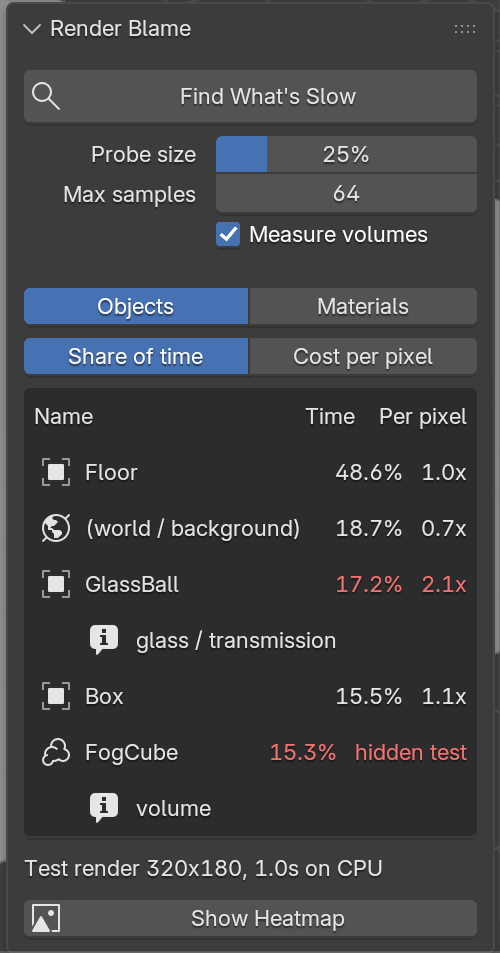 Render Blame
Find What's Slow
Probe size 25%
Max samples 64
Measure volumes
Objects Materials
Share of time Cost per pixel
Name Time Per pixel
Floor 48.6% 1.0x
(world / background) 18.7% 0.7x
GlassBall 17.2% 2.1x
glass / transmission
Box 15.5% 1.1x
FogCube 15.3% hidden test
volume
Test render 320x180, 1.0s on CPU
Show Heatmap